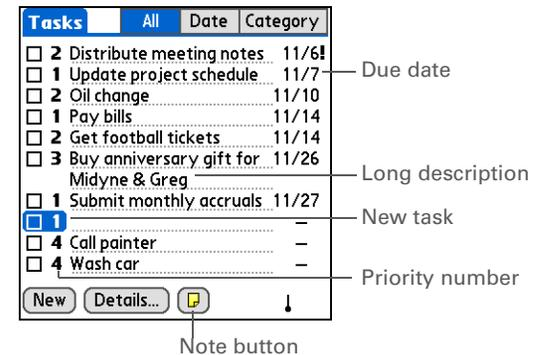 Tasks All Date Category
2 Distribute meeting notes 11/6!
1 Update project schedule 11/7
Due date
2 Oil change 11/10
1 Pay bills 11/14
2 Get football tickets 11/14
3 Buy anniversary gift for 11/26
Midyne & Greg
Long description
1 Submit monthly accruals 11/27
1 –
New task
4 Call painter –
4 Wash car –
Priority number
New Details...
Note button